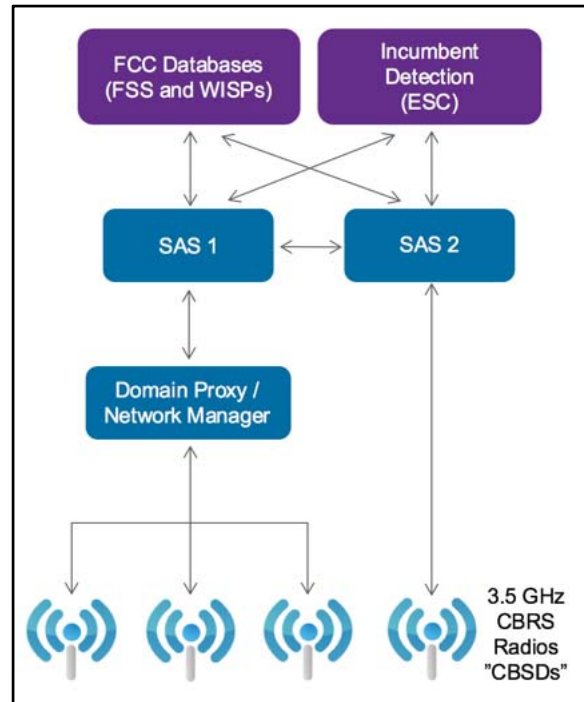 FCC Databases
(FSS and WISPs)
Incumbent
Detection
(ESC)
SAS 1
SAS 2
Domain Proxy /
Network Manager
3.5 GHz
CBRS
Radios
"CBSDs"